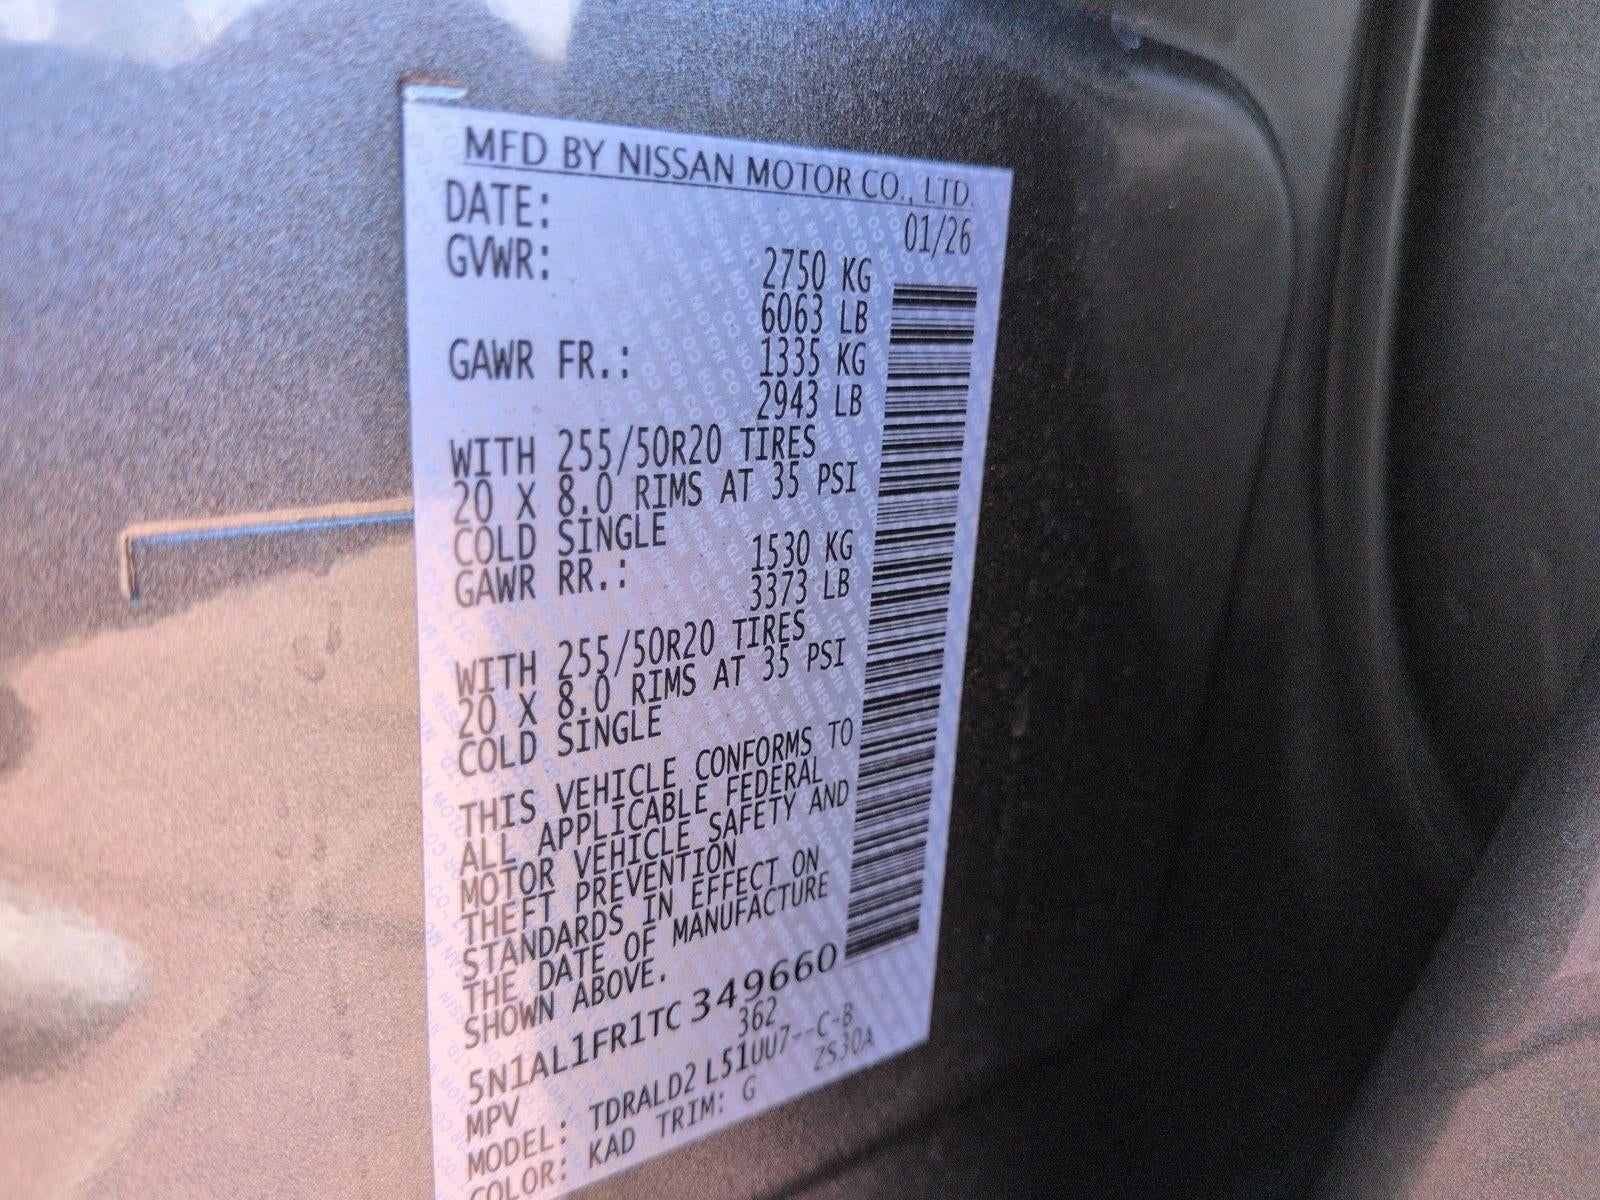 MFD BY NISSAN MOTOR CO., LTD.
DATE: 01/26
GVWR: 2750 KG
6063 LB
GAWR FR.: 1335 KG
2943 LB
WITH 255/50R20 TIRES
20 X 8.0 RIMS AT 35 PSI
COLD SINGLE
GAWR RR.: 1530 KG
3373 LB
WITH 255/50R20 TIRES
20 X 8.0 RIMS AT 35 PSI
COLD SINGLE
THIS VEHICLE CONFORMS TO
ALL APPLICABLE FEDERAL
MOTOR VEHICLE SAFETY AND
THEFT PREVENTION
STANDARDS IN EFFECT ON
THE DATE OF MANUFACTURE
SHOWN ABOVE.
5N1AL1FR1TC349660
MPV 362
MODEL: TDRALD2 L51UU7--C-B
COLOR: KAD TRIM: G ZS30A